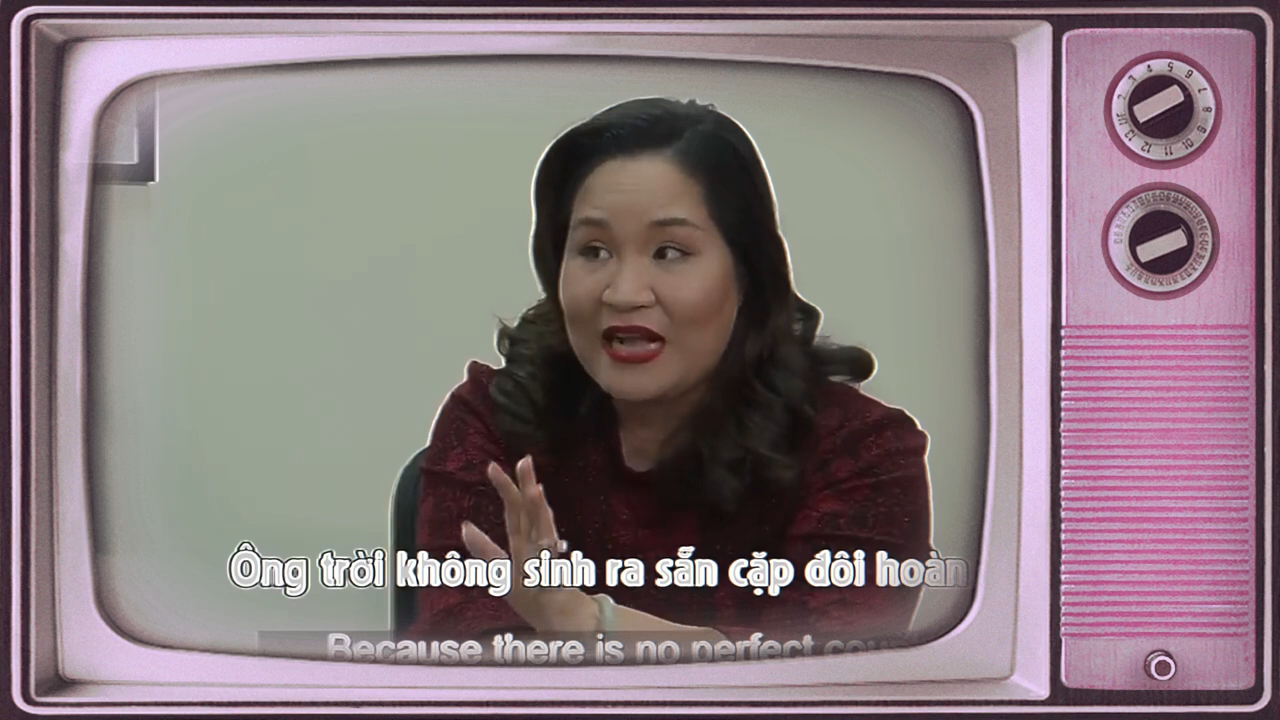 Ông trời không sinh ra sẵn cặp đôi hoàn
Because there is no perfect